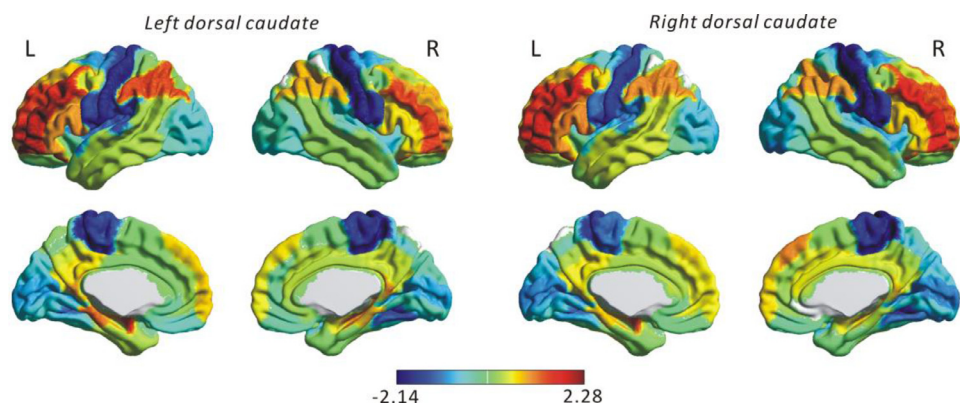 Left dorsal caudate
Right dorsal caudate
L
R
L
R
-2.14
2.28